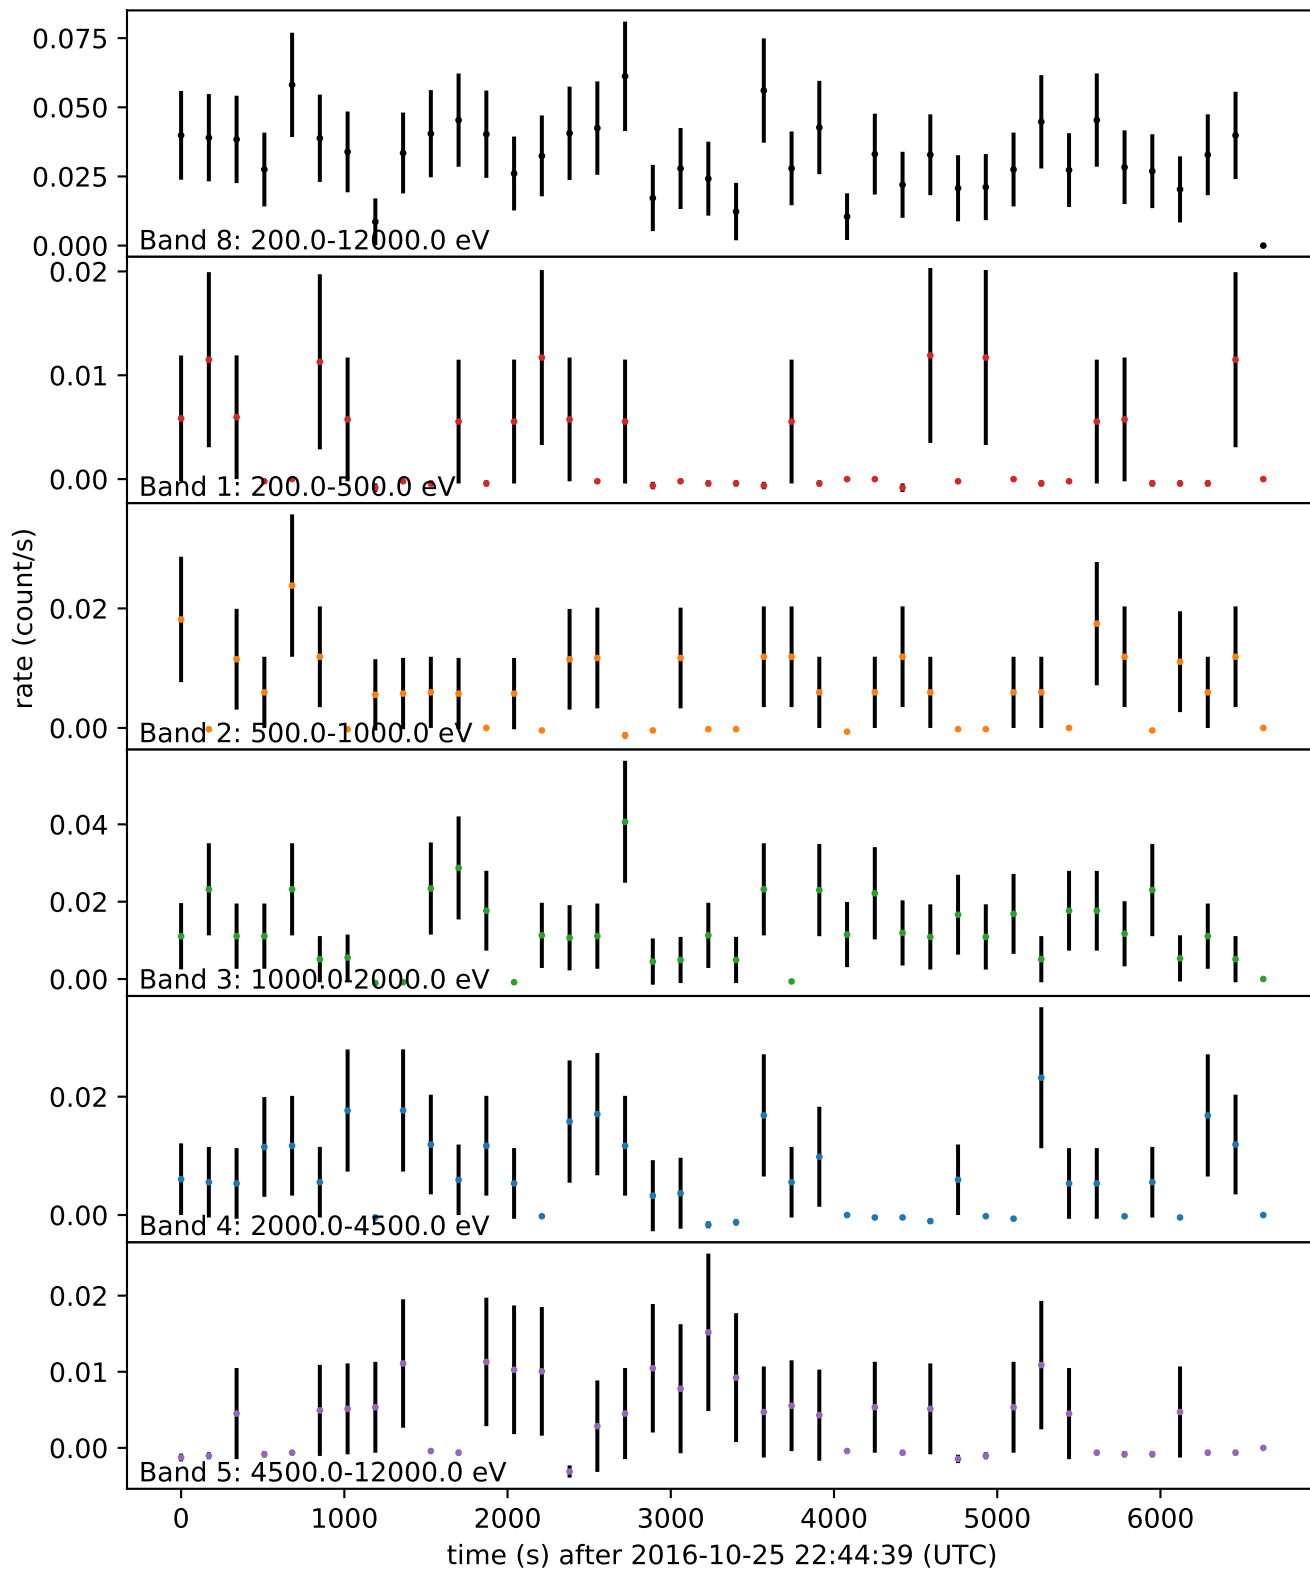 0.075
0.050
0.025
0.000
Band 8: 200.0-12000.0 eV
0.02
0.01
0.00
Band 1: 200.0-500.0 eV
rate (count/s)
0.02
0.00
Band 2: 500.0-1000.0 eV
0.04
0.02
0.00
Band 3: 1000.0-2000.0 eV
0.02
0.00
Band 4: 2000.0-4500.0 eV
0.02
0.01
0.00
Band 5: 4500.0-12000.0 eV
0 1000 2000 3000 4000 5000 6000
time (s) after 2016-10-25 22:44:39 (UTC)